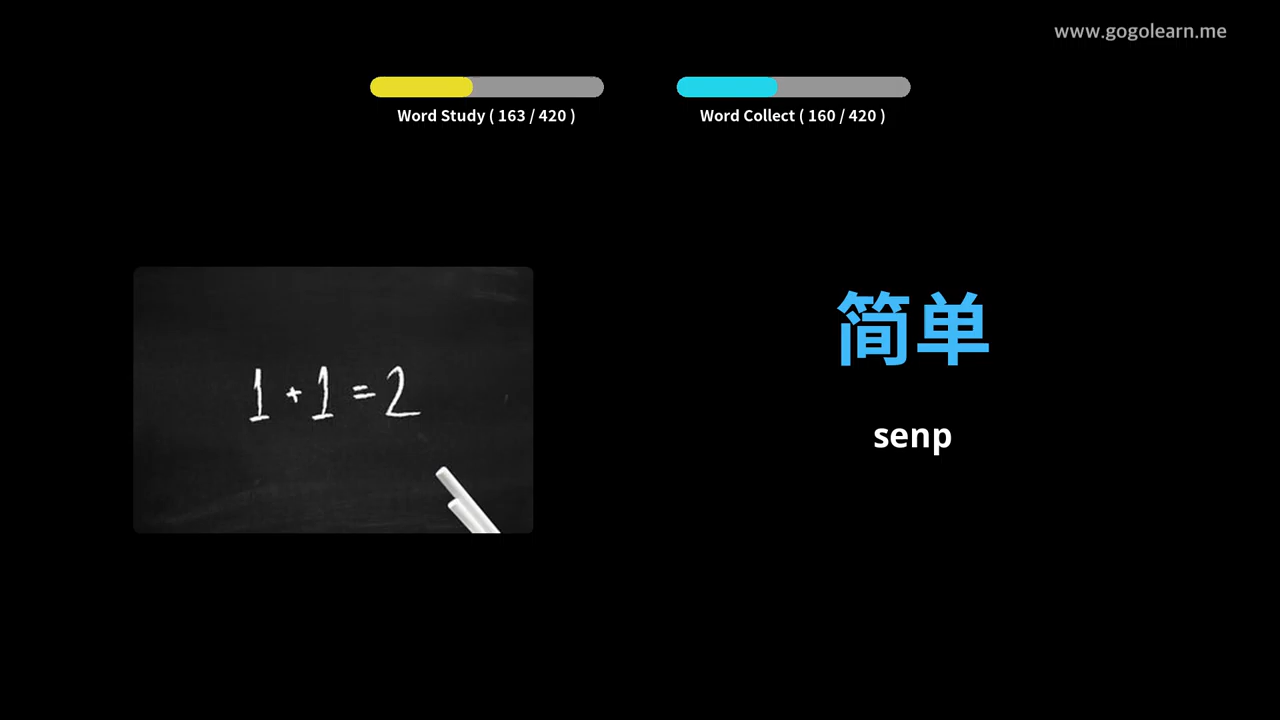 www.gogolearn.me
Word Study ( 163 / 420 )
Word Collect ( 160 / 420 )
1 + 1 = 2
简单
senp